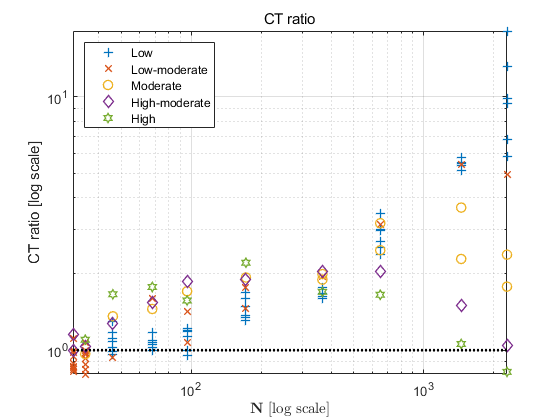 CT ratio
Low
Low-moderate
Moderate
High-moderate
High
10^1
10^0
CT ratio [log scale]
10^2
10^3
N [log scale]